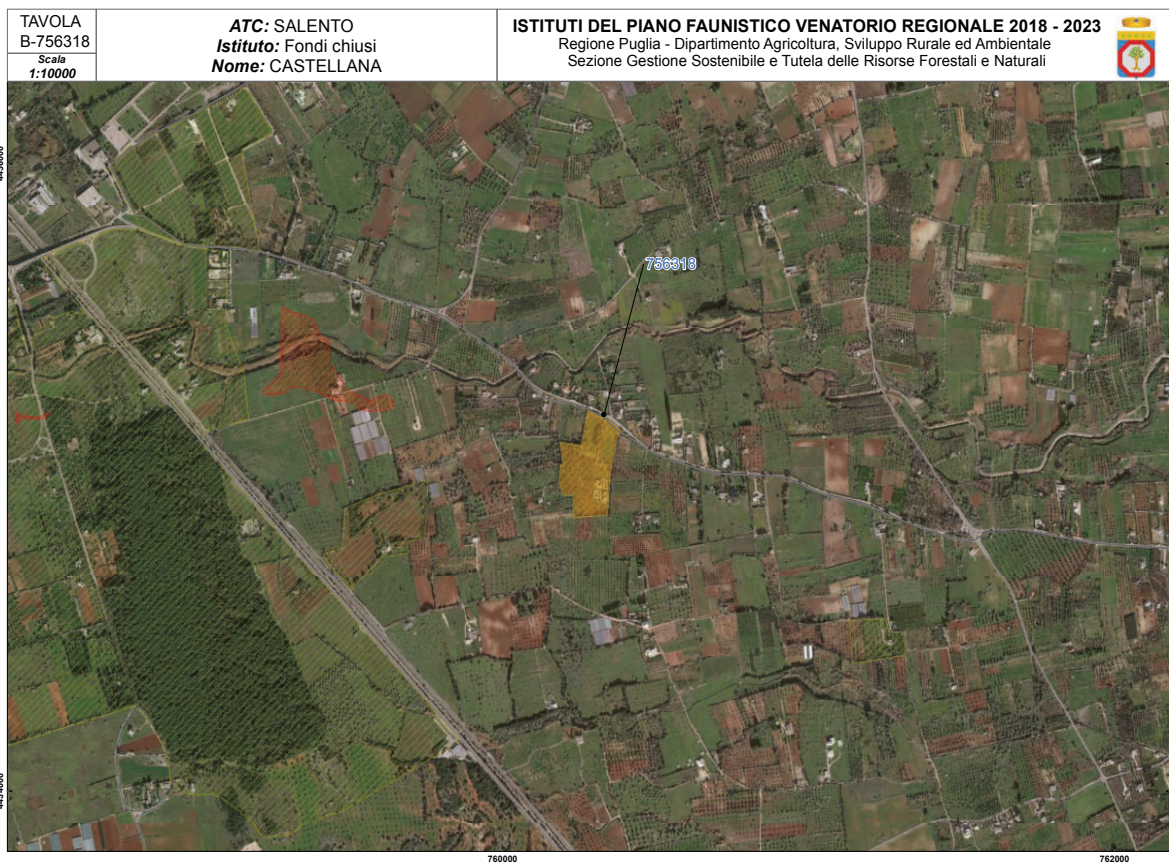 TAVOLA
B-756318
Scala
1:10000
ATC: SALENTO
Istituto: Fondi chiusi
Nome: CASTELLANA
ISTITUTI DEL PIANO FAUNISTICO VENATORIO REGIONALE 2018 - 2023
Regione Puglia - Dipartimento Agricoltura, Sviluppo Rurale ed Ambientale
Sezione Gestione Sostenibile e Tutela delle Risorse Forestali e Naturali
756318
760000
762000